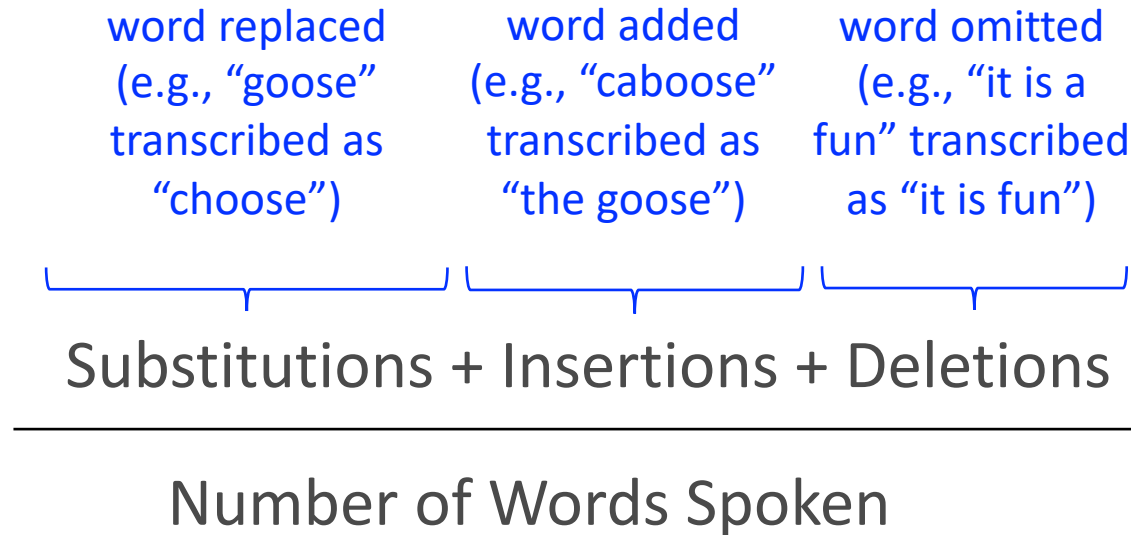 word replaced
(e.g., “goose”
transcribed as
“choose”)
word added
(e.g., “caboose”
transcribed as
“the goose”)
word omitted
(e.g., “it is a
fun” transcribed
as “it is fun”)
Substitutions + Insertions + Deletions
Number of Words Spoken